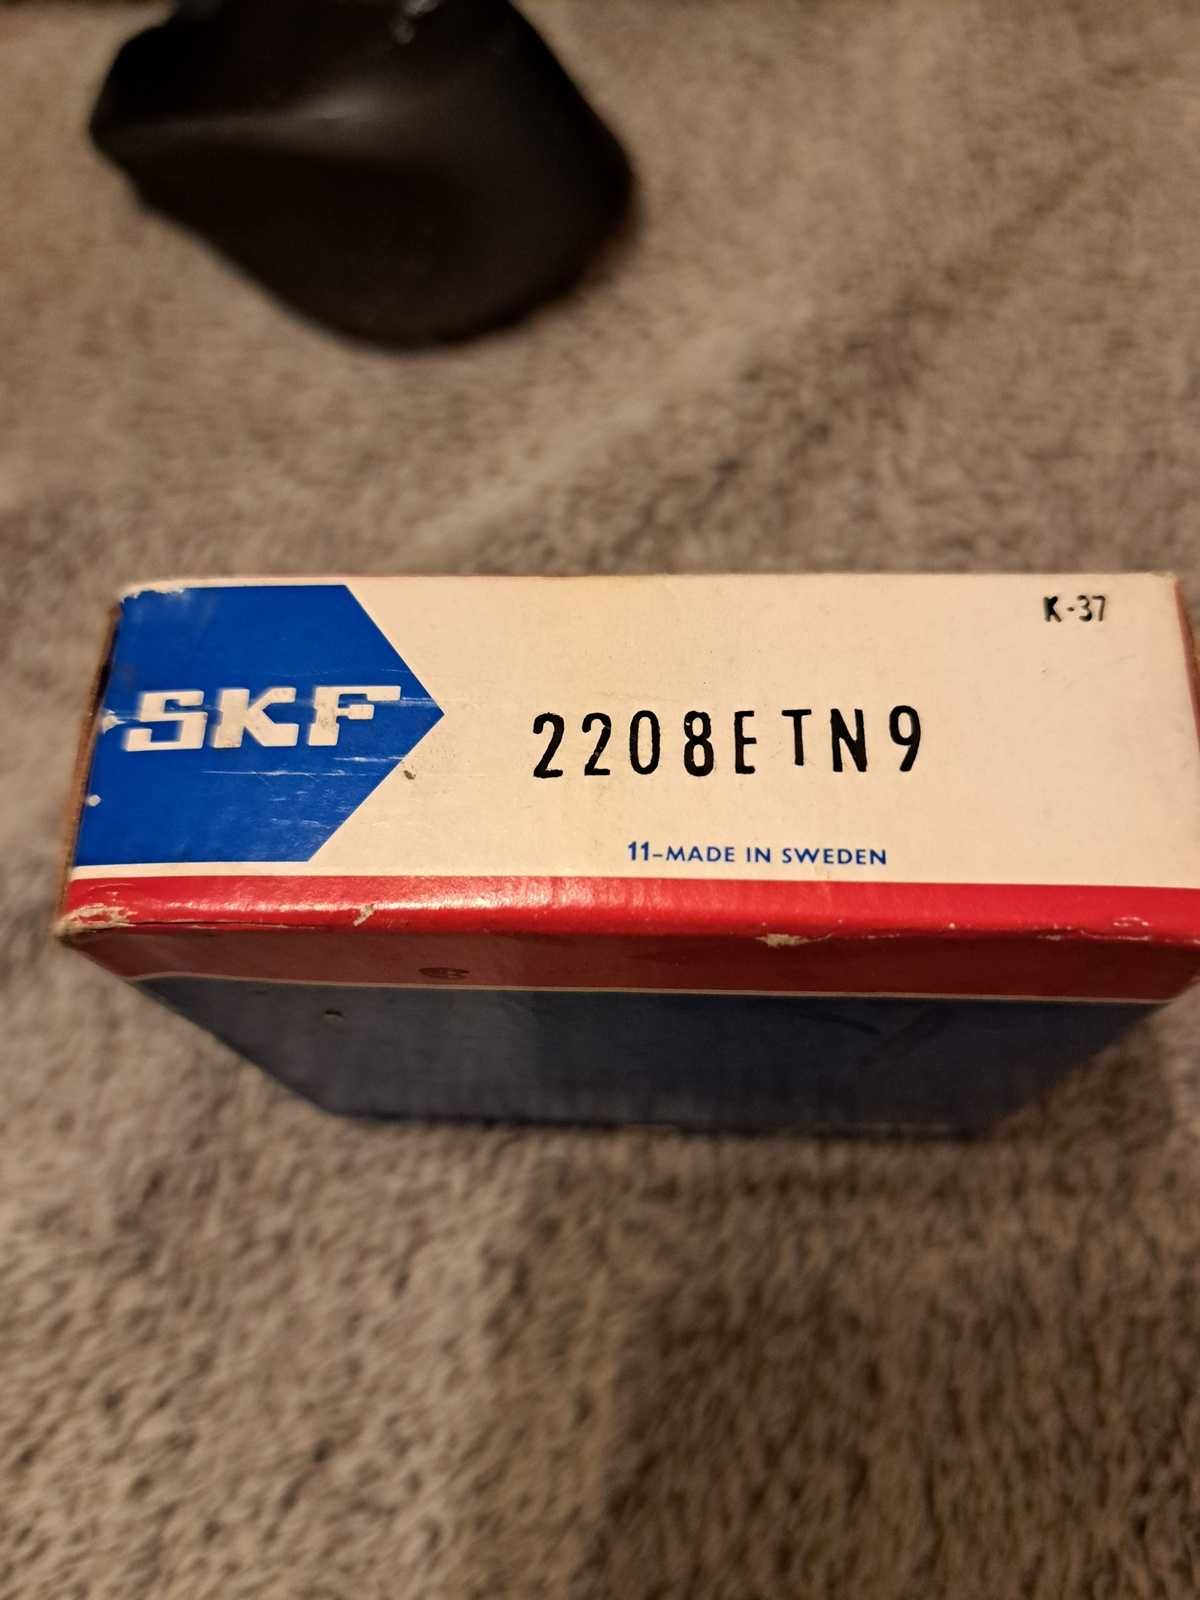 K-37
SKF
2208ETN9
11-MADE IN SWEDEN